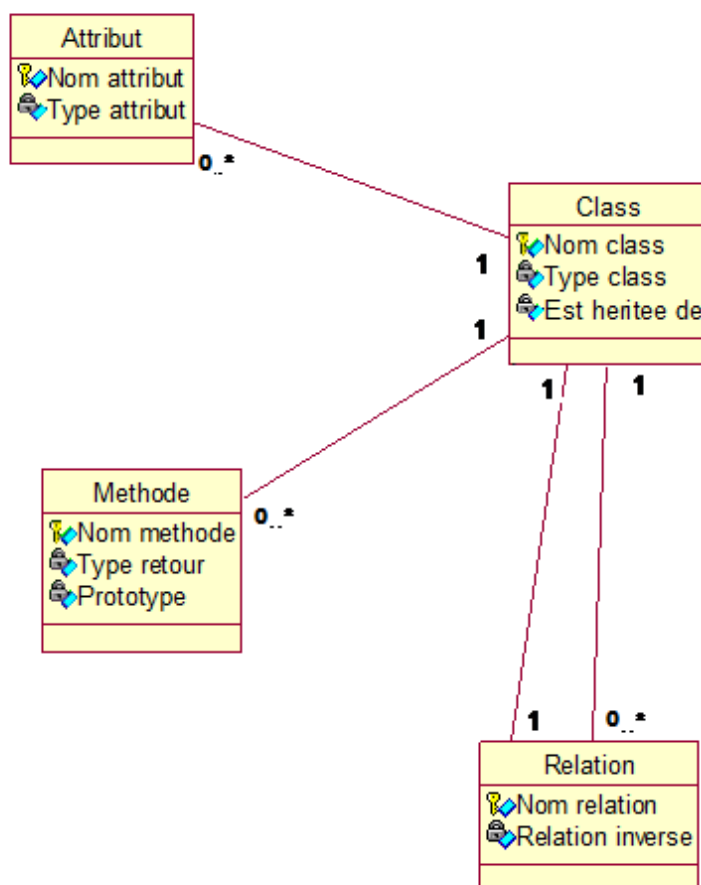 Attribut
Nom attribut
Type attribut
0..*
Class
Nom class
Type class
Est heritee de
1
1
1
1
Methode
Nom methode
Type retour
Prototype
0..*
1
0..*
Relation
Nom relation
Relation inverse